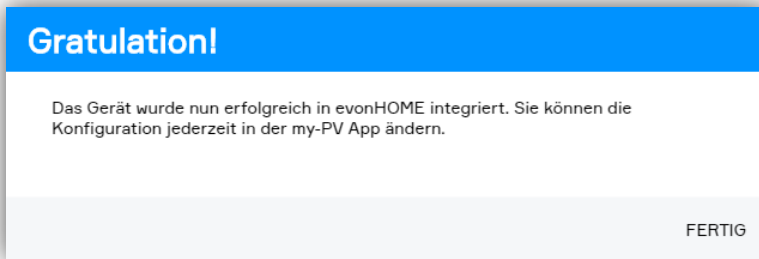 Gratulation!
Das Gerät wurde nun erfolgreich in evonHOME integriert. Sie können die
Konfiguration jederzeit in der my-PV App ändern.
FERTIG